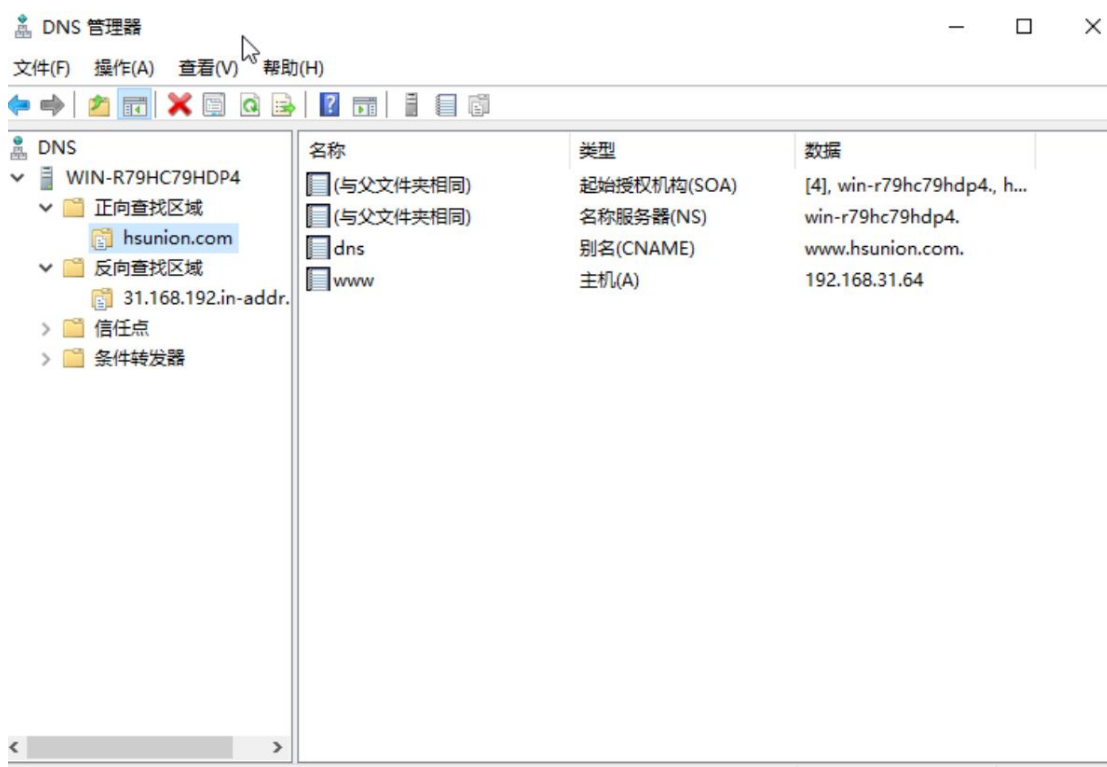 DNS 管理器
文件(F) 操作(A) 查看(V) 帮助(H)
DNS
WIN-R79HC79HDP4
正向查找区域
hsunion.com
反向查找区域
31.168.192.in-addr.
信任点
条件转发器
名称 类型 数据
(与父文件夹相同) 起始授权机构(SOA) [4], win-r79hc79hdp4., h...
(与父文件夹相同) 名称服务器(NS) win-r79hc79hdp4.
dns 别名(CNAME) www.hsunion.com.
www 主机(A) 192.168.31.64